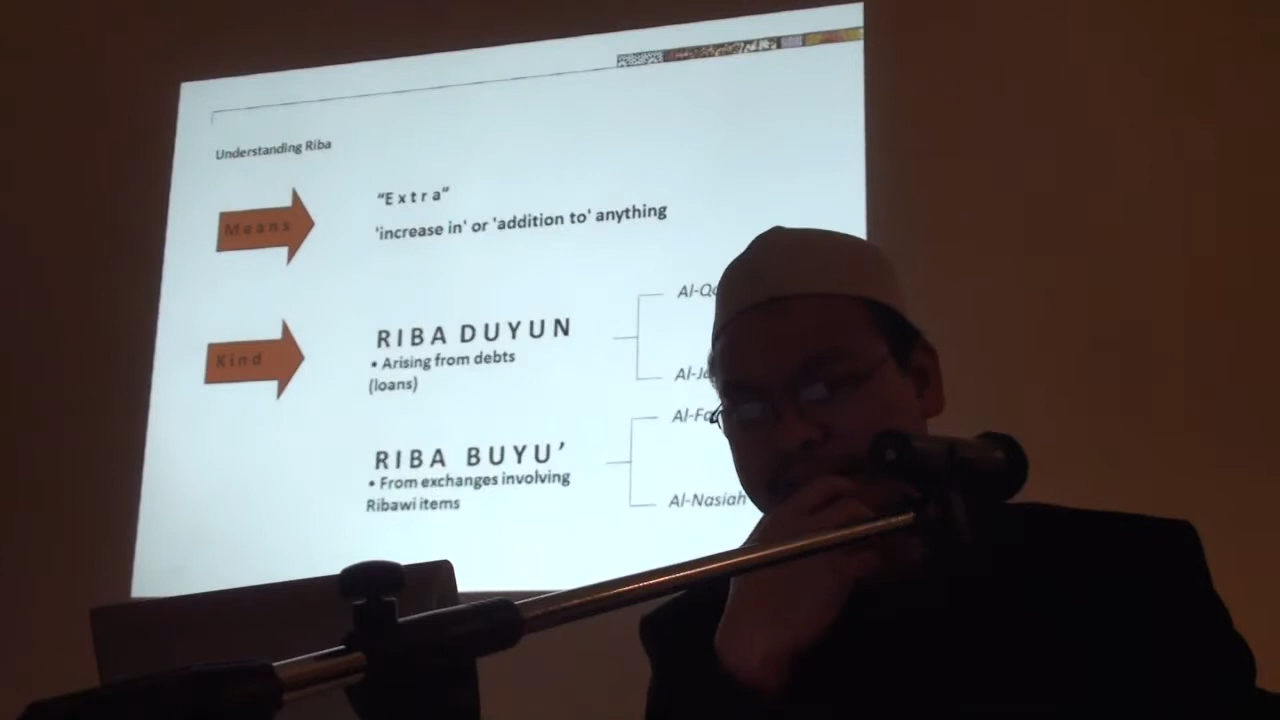 Understanding Riba
Means
"Extra"
'increase in' or 'addition to' anything
Kind
RIBA DUYUN
• Arising from debts
(loans)
RIBA BUYU’
• From exchanges involving
Ribawi items
Al-Nasiah